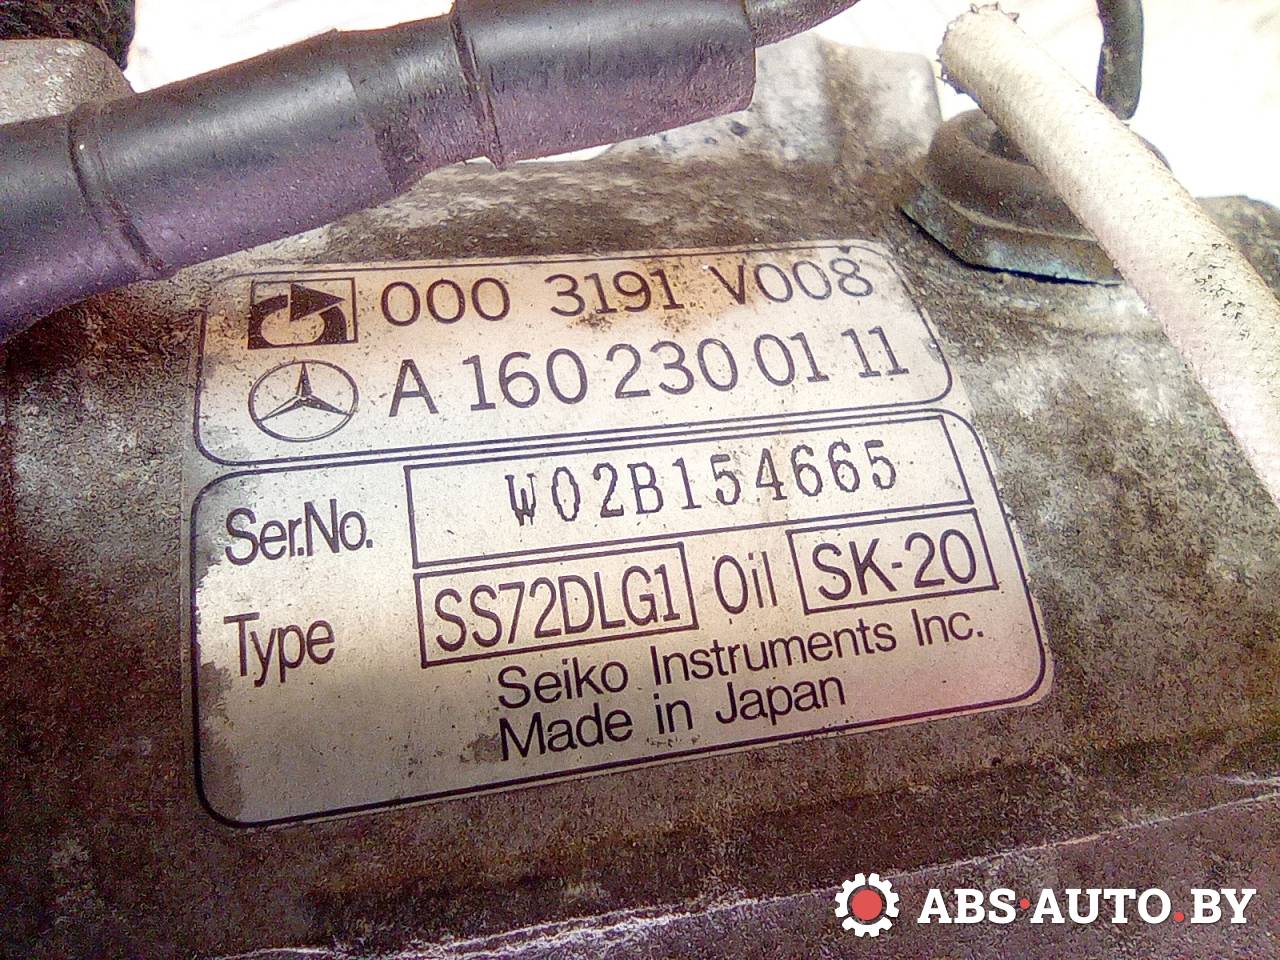 000 3191 V008
A 160 230 01 11
Ser.No. W02B154665
Type SS72DLG1 Oil SK-20
Seiko Instruments Inc.
Made in Japan
ABS·AUTO.BY